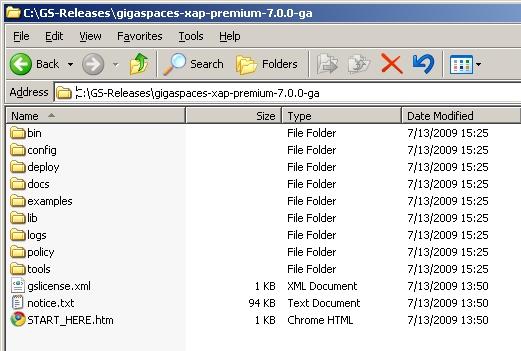 C:\GS-Releases\gigaspaces-xap-premium-7.0.0-ga
File Edit View Favorites Tools Help
Back Search Folders
Address C:\GS-Releases\gigaspaces-xap-premium-7.0.0-ga
Name Size Type Date Modified
bin File Folder 7/13/2009 15:25
config File Folder 7/13/2009 15:25
deploy File Folder 7/13/2009 15:25
docs File Folder 7/13/2009 15:25
examples File Folder 7/13/2009 15:25
lib File Folder 7/13/2009 15:25
logs File Folder 7/13/2009 15:25
policy File Folder 7/13/2009 15:25
tools File Folder 7/13/2009 15:25
gslicense.xml 1 KB XML Document 7/13/2009 13:50
notice.txt 94 KB Text Document 7/13/2009 13:50
START_HERE.htm 1 KB Chrome HTML 7/13/2009 13:50